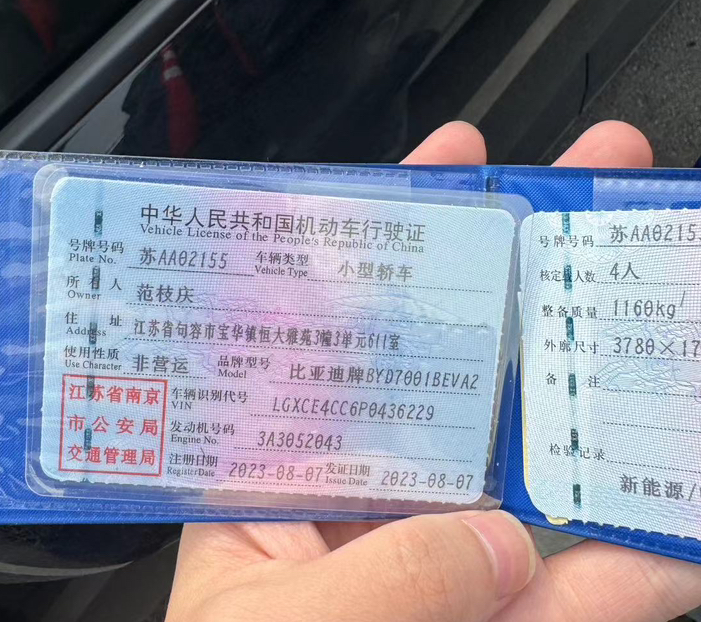 中华人民共和国机动车行驶证
Vehicle License of the People's Republic of China
号牌号码 苏AA02155 车辆类型 小型轿车
Plate No. Vehicle Type
所有人 范枝庆
Owner
住址 江苏省句容市宝华镇恒大雅苑3幢3单元611室
Address
使用性质 非营运 品牌型号 比亚迪牌BYD7001BEVA2
Use Character Model
江苏省南京
市公安局
交通管理局
车辆识别代号 LGXCE4CC6P0436229
VIN
发动机号码 3A3052043
Engine No.
注册日期 2023-08-07 发证日期 2023-08-07
Register Date Issue Date
号牌号码 苏AA0215
核定载人数 4人
整备质量 1160kg
外廓尺寸 3780×17
备注
检验记录
新能源/